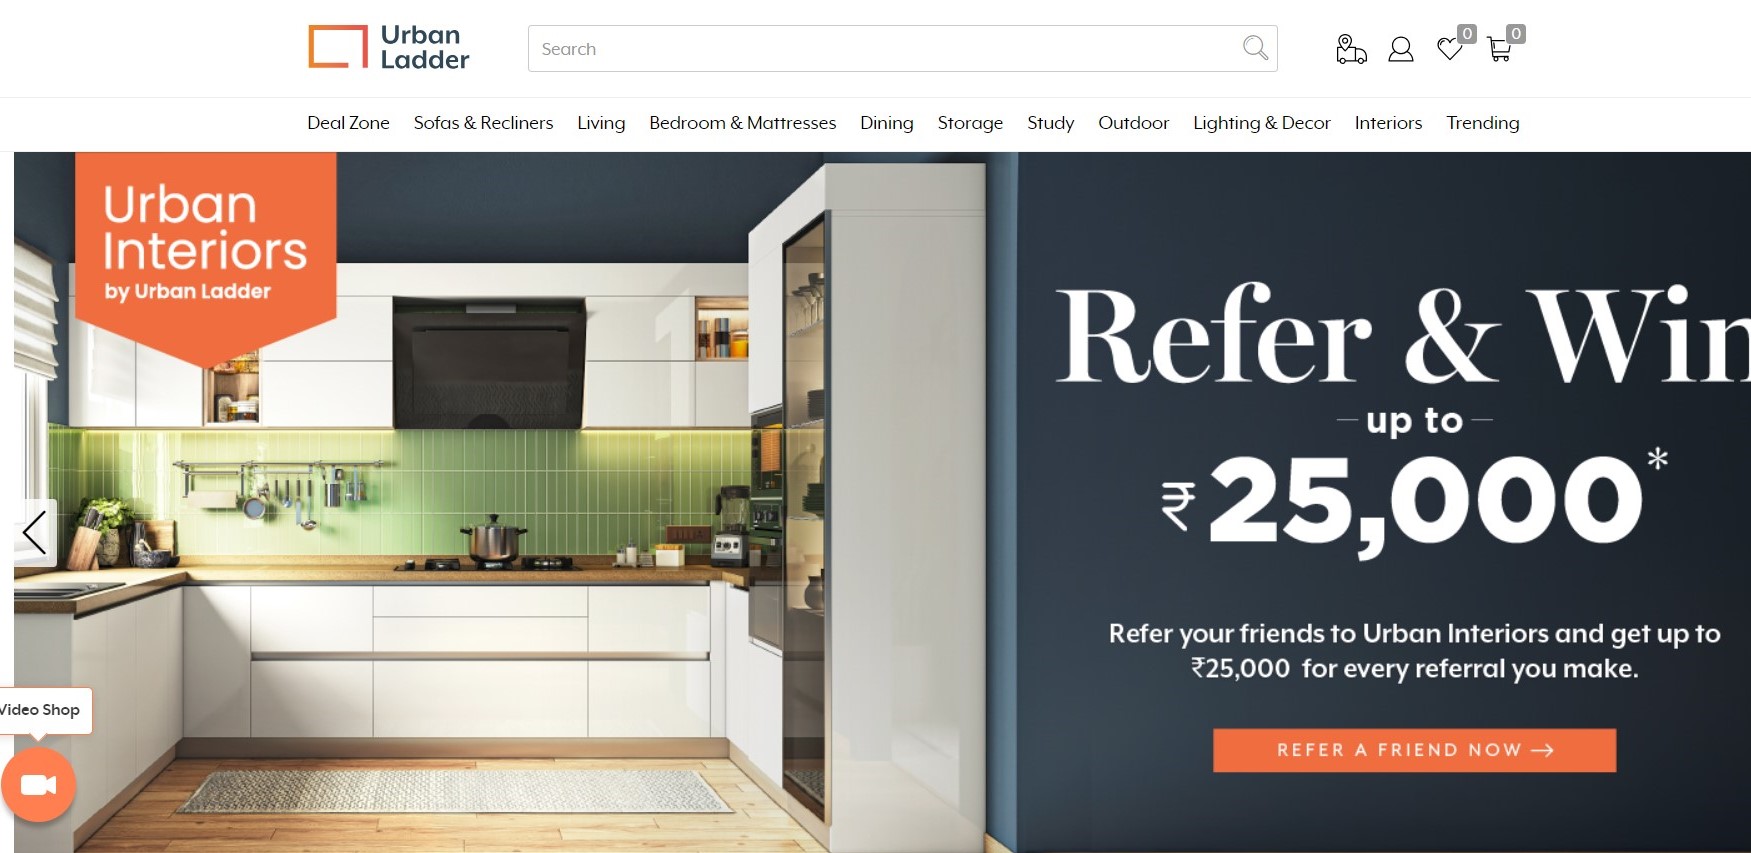 Urban
Ladder
Search
0
0
Deal Zone Sofas & Recliners Living Bedroom & Mattresses Dining Storage Study Outdoor Lighting & Decor Interiors Trending
Urban
Interiors
by Urban Ladder
Refer & Win
up to
₹25,000*
Refer your friends to Urban Interiors and get up to
₹25,000 for every referral you make.
REFER A FRIEND NOW →
Video Shop